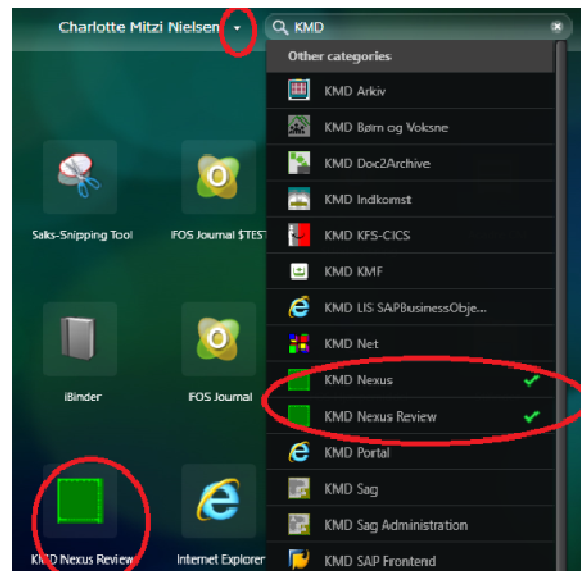 Charlotte Mitzi Nielsen
KMD
Other categories
KMD Arkiv
KMD Børn og Voksne
KMD Doc2Archive
KMD Indkomst
KMD KFS-CICS
KMD KMF
KMD LIS SAPBusinessObje...
KMD Net
KMD Nexus
KMD Nexus Review
KMD Portal
KMD Sag
KMD Sag Administration
KMD SAP Frontend
Saks-Snipping Tool
IFOS Journal $TEST
iBinder
IFOS Journal
KMD Nexus Review
Internet Explorer